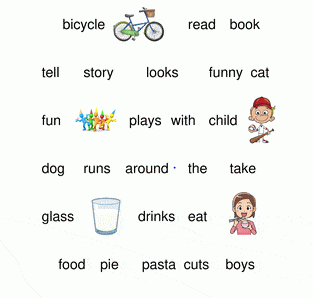 bicycle read book
tell story looks funny cat
fun plays with child
dog runs around the take
glass drinks eat
food pie pasta cuts boys